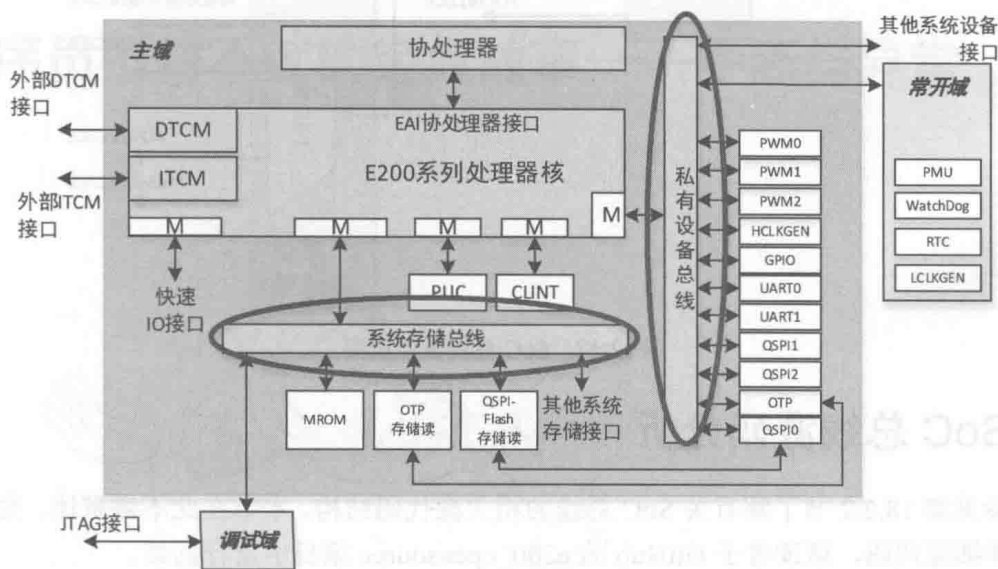 主域
协处理器
其他系统设备
接口
外部DTCM
接口
DTCM
EAI协处理器接口
常开域
ITCM
E200系列处理器核
外部ITCM
接口
M
M
M
M
M
私有设备总线
PWM0
PWM1
PWM2
HCLKGEN
GPIO
UART0
UART1
QSPI1
QSPI2
OTP
QSPI0
PMU
WatchDog
RTC
LCLKGEN
快速
IO接口
PLIC
CLINT
系统存储总线
MROM
OTP
存储读
QSPI-
Flash
存储读
其他系统
存储接口
JTAG接口
调试域